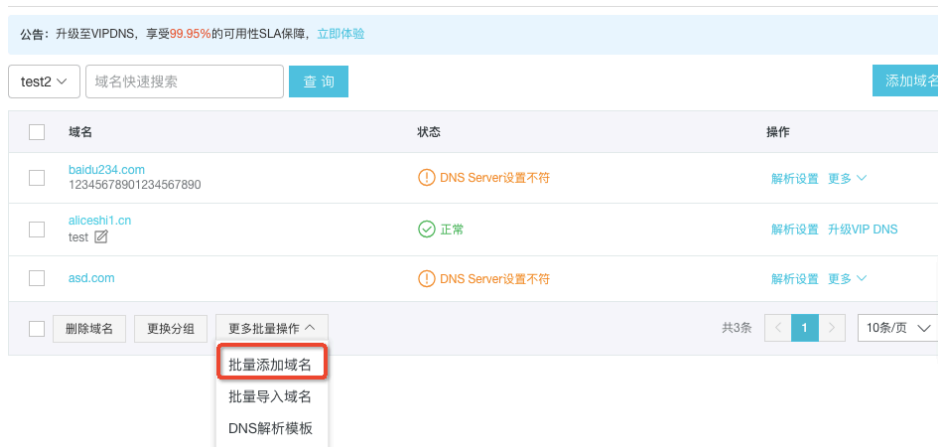 公告：升级至VIPDNS，享受99.95%的可用性SLA保障，立即体验
test2 域名快速搜索 查询 添加域名
域名 状态 操作
baidu234.com
12345678901234567890
DNS Server设置不符 解析设置 更多
aliceshi1.cn
test
正常 解析设置 升级VIP DNS
asd.com DNS Server设置不符 解析设置 更多
删除域名 更换分组 更多批量操作 共3条 1 10条/页
批量添加域名
批量导入域名
DNS解析模板